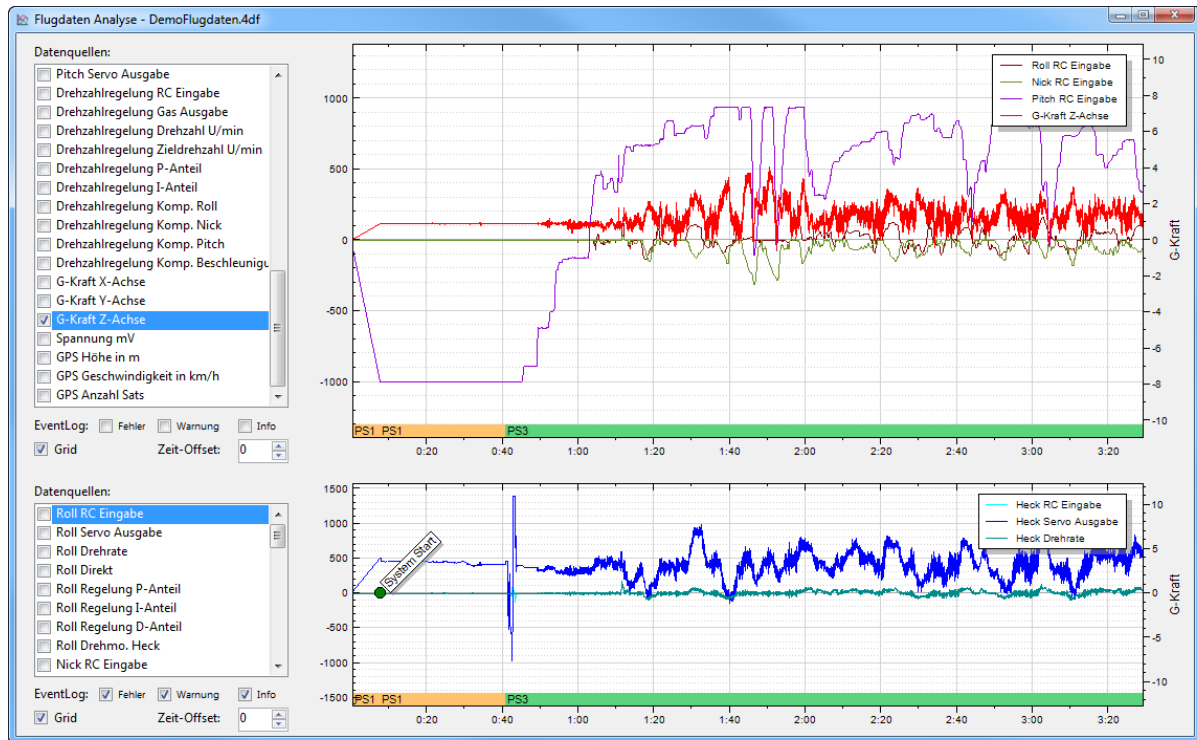 Flugdaten Analyse - DemoFlugdaten.4df
Datenquellen:
Pitch Servo Ausgabe
Drehzahlregelung RC Eingabe
Drehzahlregelung Gas Ausgabe
Drehzahlregelung Drehzahl U/min
Drehzahlregelung Zieldrehzahl U/min
Drehzahlregelung P-Anteil
Drehzahlregelung I-Anteil
Drehzahlregelung Komp. Roll
Drehzahlregelung Komp. Nick
Drehzahlregelung Komp. Pitch
Drehzahlregelung Komp. Beschleunigu
G-Kraft X-Achse
G-Kraft Y-Achse
G-Kraft Z-Achse
Spannung mV
GPS Höhe in m
GPS Geschwindigkeit in km/h
GPS Anzahl Sats
EventLog: Fehler Warnung Info
Grid Zeit-Offset: 0
1000
500
0
-500
-1000
Roll RC Eingabe
Nick RC Eingabe
Pitch RC Eingabe
G-Kraft Z-Achse
10
8
6
4
2
0
-2
-4
-6
-8
-10
G-Kraft
PS1 PS1 PS3
0:20 0:40 1:00 1:20 1:40 2:00 2:20 2:40 3:00 3:20
Datenquellen:
Roll RC Eingabe
Roll Servo Ausgabe
Roll Drehrate
Roll Direkt
Roll Regelung P-Anteil
Roll Regelung I-Anteil
Roll Regelung D-Anteil
Roll Drehmo. Heck
Nick RC Eingabe
EventLog: Fehler Warnung Info
Grid Zeit-Offset: 0
1500
1000
500
0
-500
-1000
-1500
System Start
Heck RC Eingabe
Heck Servo Ausgabe
Heck Drehrate
10
5
0
-5
-10
G-Kraft
PS1 PS1 PS3
0:20 0:40 1:00 1:20 1:40 2:00 2:20 2:40 3:00 3:20